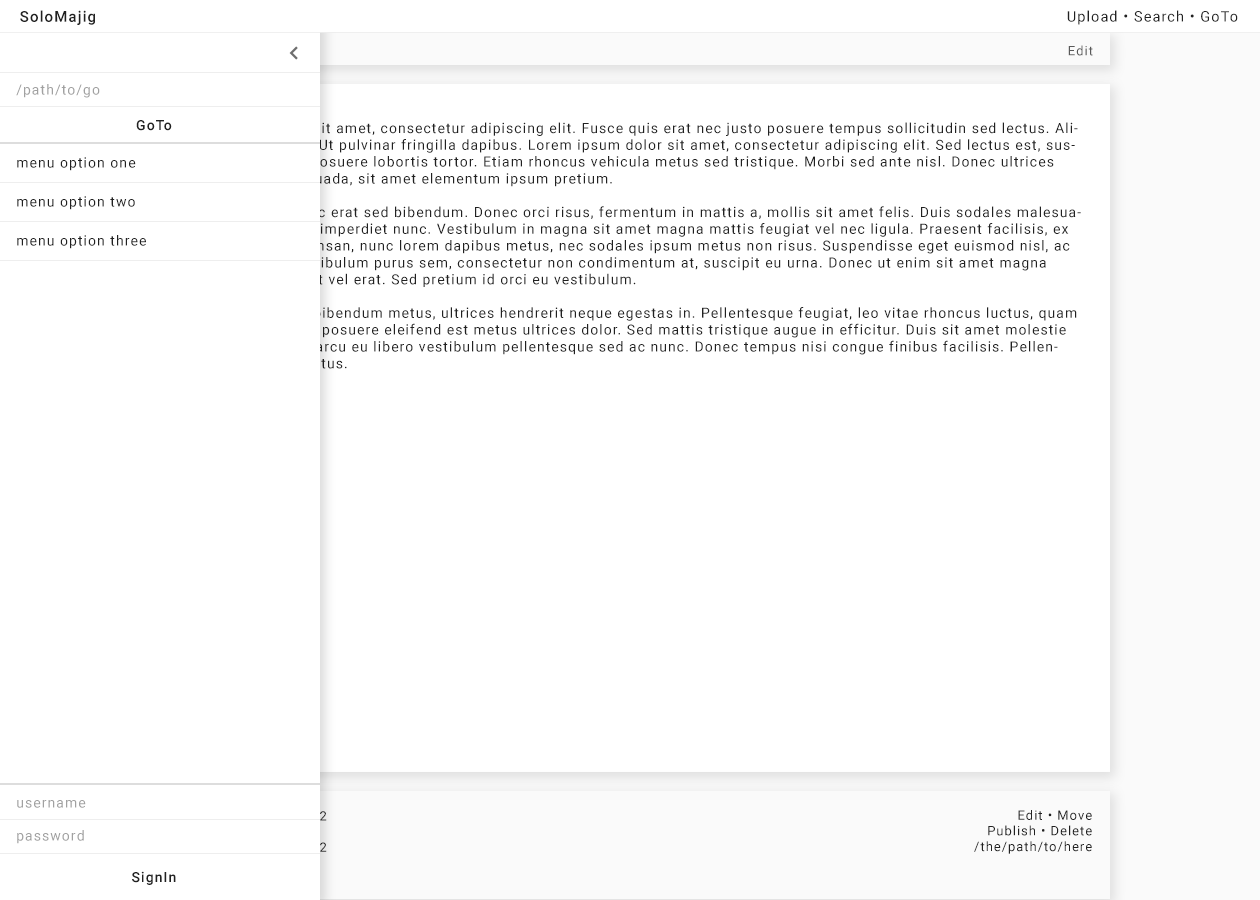 SoloMajig
Upload • Search • GoTo
Edit
/path/to/go
GoTo
menu option one
menu option two
menu option three
username
password
SignIn
sit amet, consectetur adipiscing elit. Fusce quis erat nec justo posuere tempus sollicitudin sed lectus. Ali-
Ut pulvinar fringilla dapibus. Lorem ipsum dolor sit amet, consectetur adipiscing elit. Sed lectus est, sus-
posuere lobortis tortor. Etiam rhoncus vehicula metus sed tristique. Morbi sed ante nisl. Donec ultrices
sit amet elementum ipsum pretium.
erat sed bibendum. Donec orci risus, fermentum in mattis a, mollis sit amet felis. Duis sodales malesua-
imperdiet nunc. Vestibulum in magna sit amet magna mattis feugiat vel nec ligula. Praesent facilisis, ex
nunc lorem dapibus metus, nec sodales ipsum metus non risus. Suspendisse eget euismod nisl, ac
purus sem, consectetur non condimentum at, suscipit eu urna. Donec ut enim sit amet magna
vel erat. Sed pretium id orci eu vestibulum.
bibendum metus, ultrices hendrerit neque egestas in. Pellentesque feugiat, leo vitae rhoncus luctus, quam
posuere eleifend est metus ultrices dolor. Sed mattis tristique augue in efficitur. Duis sit amet molestie
arcu eu libero vestibulum pellentesque sed ac nunc. Donec tempus nisi congue finibus facilisis. Pellen-
tus.
2
2
Edit • Move
Publish • Delete
/the/path/to/here